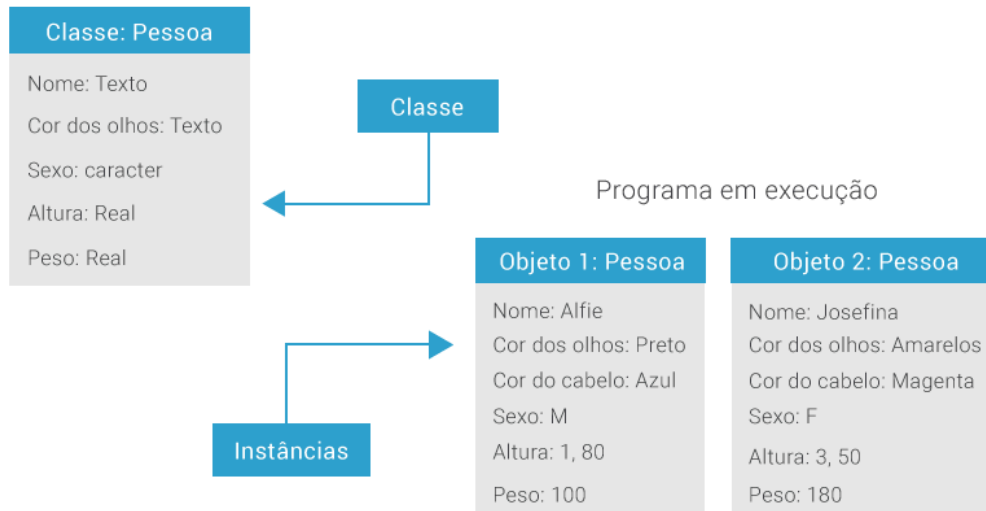 Classe: Pessoa
Nome: Texto
Cor dos olhos: Texto
Sexo: caracter
Altura: Real
Peso: Real
Classe
Programa em execução
Objeto 1: Pessoa
Nome: Alfie
Cor dos olhos: Preto
Cor do cabelo: Azul
Sexo: M
Altura: 1, 80
Peso: 100
Objeto 2: Pessoa
Nome: Josefina
Cor dos olhos: Amarelos
Cor do cabelo: Magenta
Sexo: F
Altura: 3, 50
Peso: 180
Instâncias